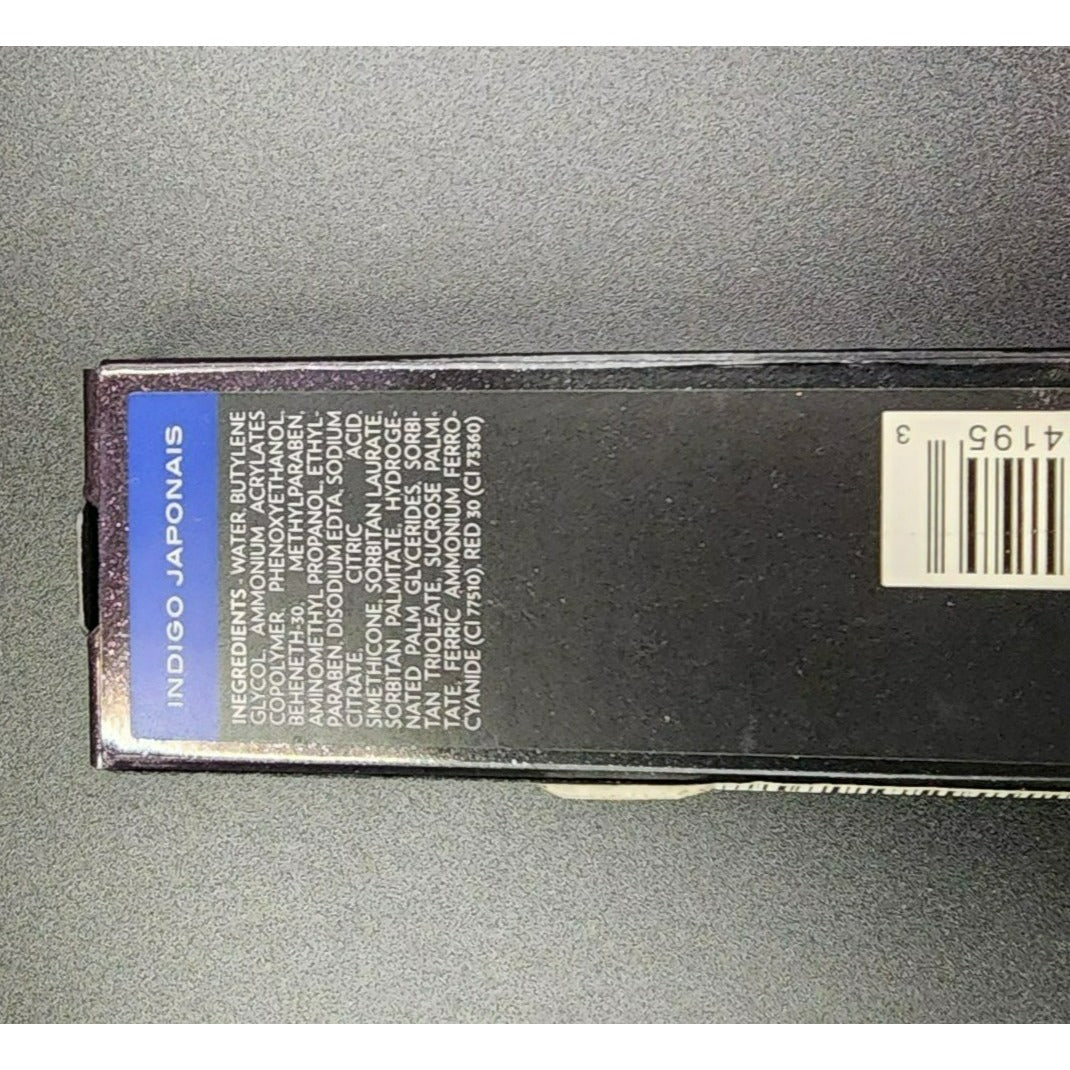 INDIGO JAPONAIS
INEGREDIENTS - WATER, BUTYLENE
GLYCOL, AMMONIUM ACRYLATES
COPOLYMER, PHENOXYETHANOL,
BEHENETH-30, METHYLPARABEN,
AMINOMETHYL PROPANOL, ETHYL-
PARABEN, DISODIUM EDTA, SODIUM
CITRATE, CITRIC ACID,
SIMETHICONE, SORBITAN LAURATE,
SORBITAN PALMITATE, HYDROGE-
NATED PALM GLYCERIDES, SORBI-
TAN TRIOLEATE, SUCROSE PALMI-
TATE, FERRIC AMMONIUM FERRO-
CYANIDE (CI 77510), RED 30 (CI 73360)
3
4195